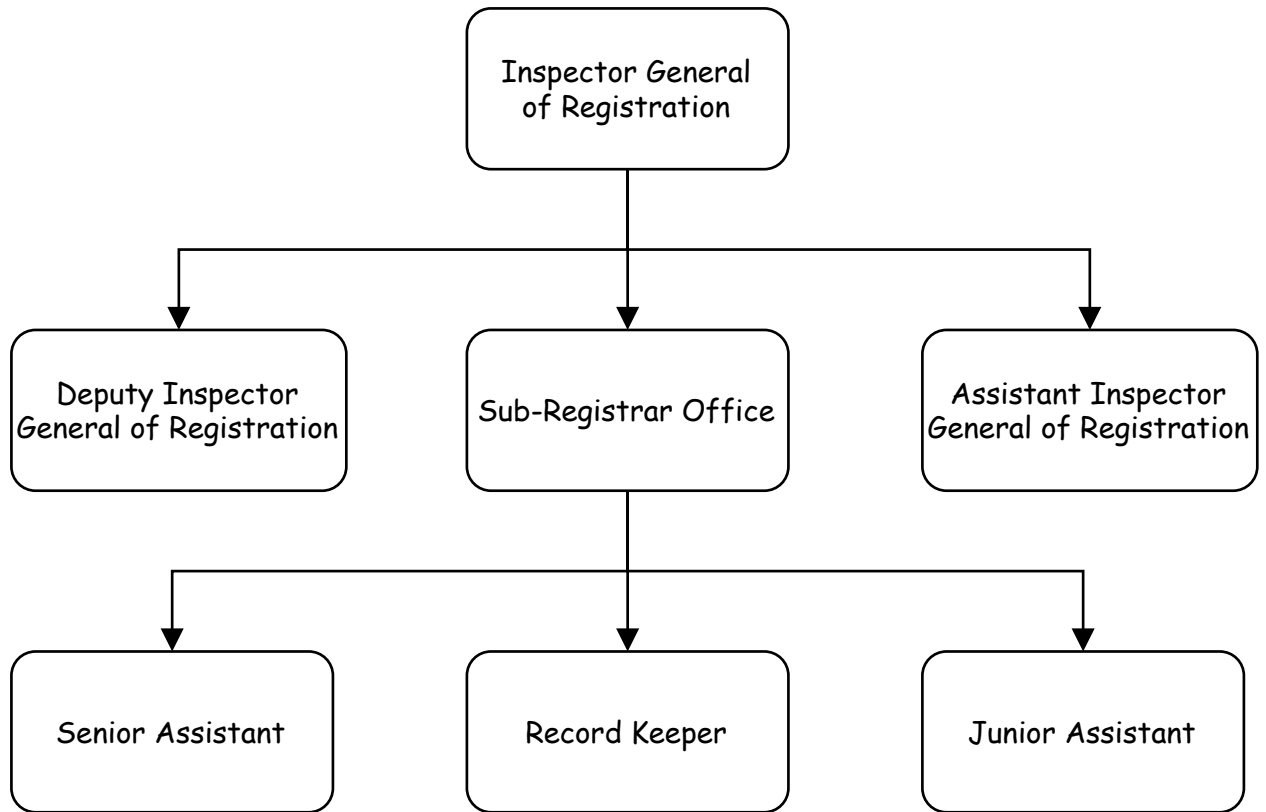 Inspector General
of Registration
Deputy Inspector
General of Registration
Sub-Registrar Office
Assistant Inspector
General of Registration
Senior Assistant
Record Keeper
Junior Assistant